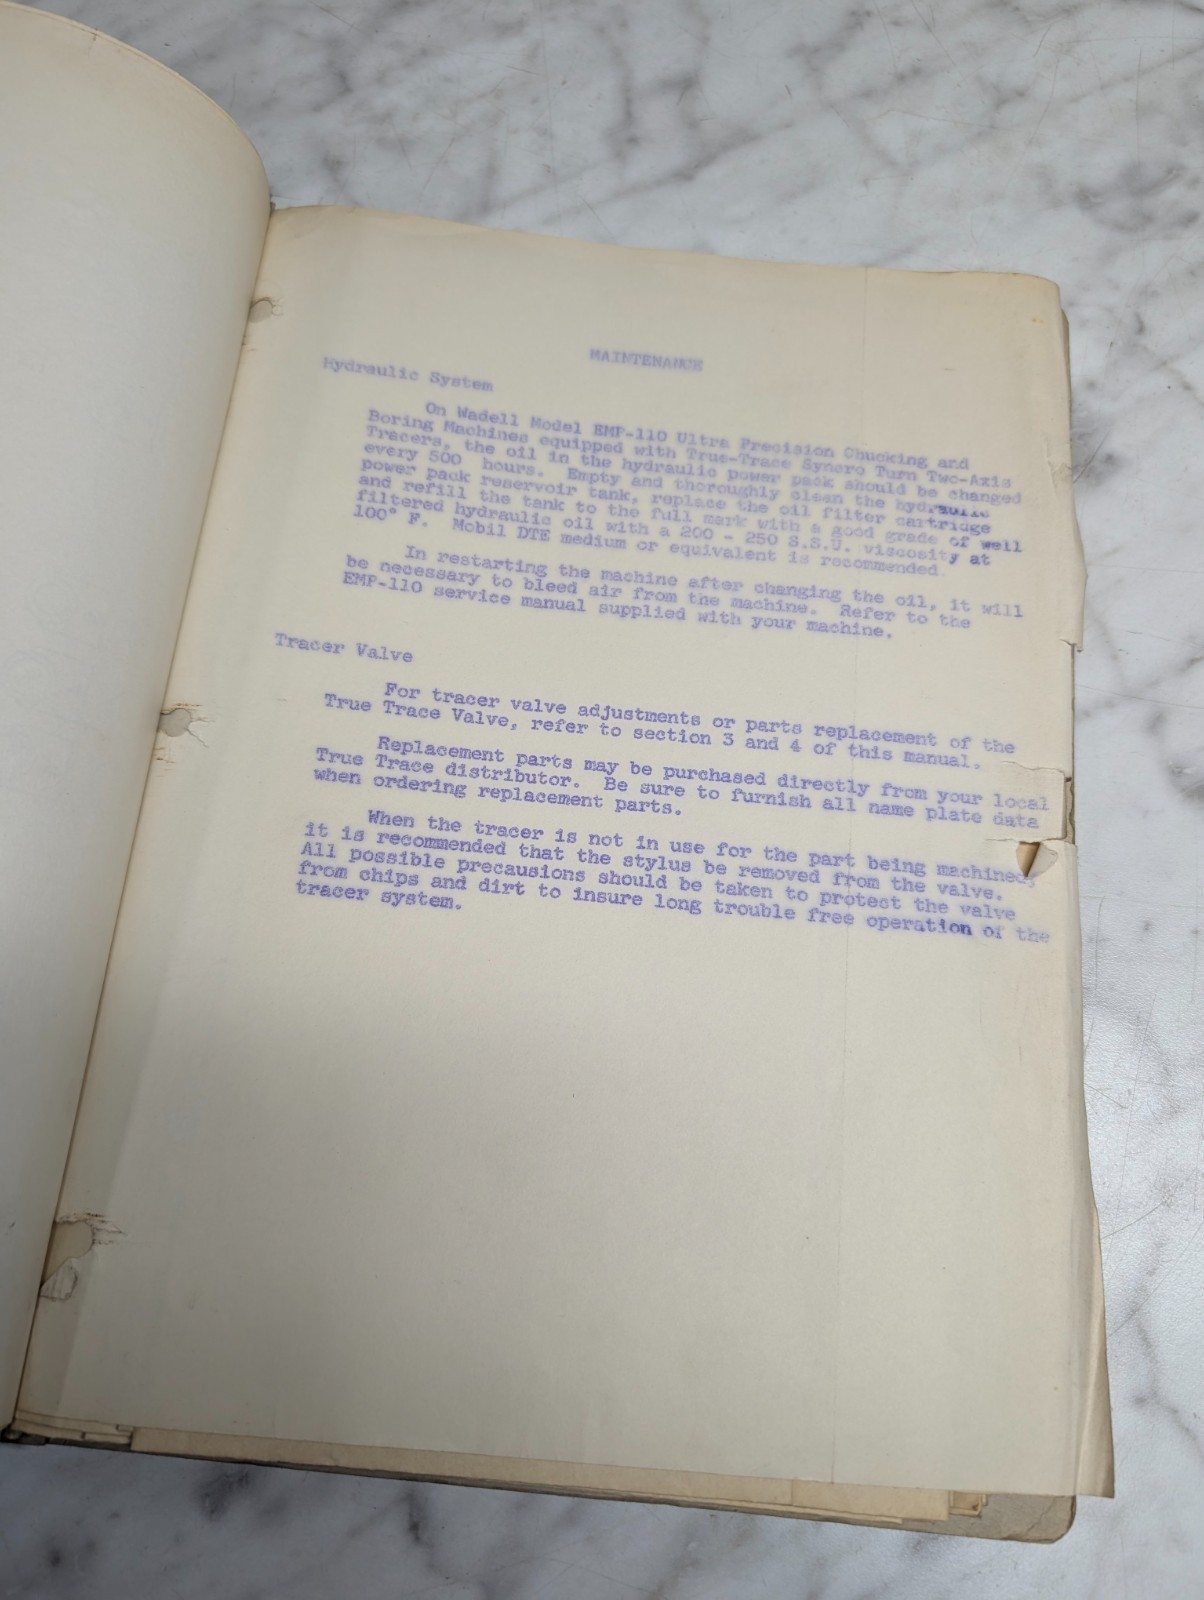 MAINTENANCE
Hydraulic System
On Wadell Model EMP-110 Ultra Precision Chucking and
Boring Machines equipped with True-Trace Syncro Turn Two-Axis
Tracers, the oil in the hydraulic power pack should be changed
every 500 hours. Empty and thoroughly clean the hydraulic
power pack reservoir tank, replace the oil filter cartridge
and refill the tank to the full mark with a good grade of well
filtered hydraulic oil with a 200 - 250 S.S.U. viscosity at
100° F. Mobil DTE medium or equivalent is recommended.
In restarting the machine after changing the oil, it will
be necessary to bleed air from the machine. Refer to the
EMP-110 service manual supplied with your machine.
Tracer Valve
For tracer valve adjustments or parts replacement of the
True Trace Valve, refer to section 3 and 4 of this manual.
Replacement parts may be purchased directly from your local
True Trace distributor. Be sure to furnish all name plate data
when ordering replacement parts.
When the tracer is not in use for the part being machined,
it is recommended that the stylus be removed from the valve.
All possible precausions should be taken to protect the valve
from chips and dirt to insure long trouble free operation of the
tracer system.